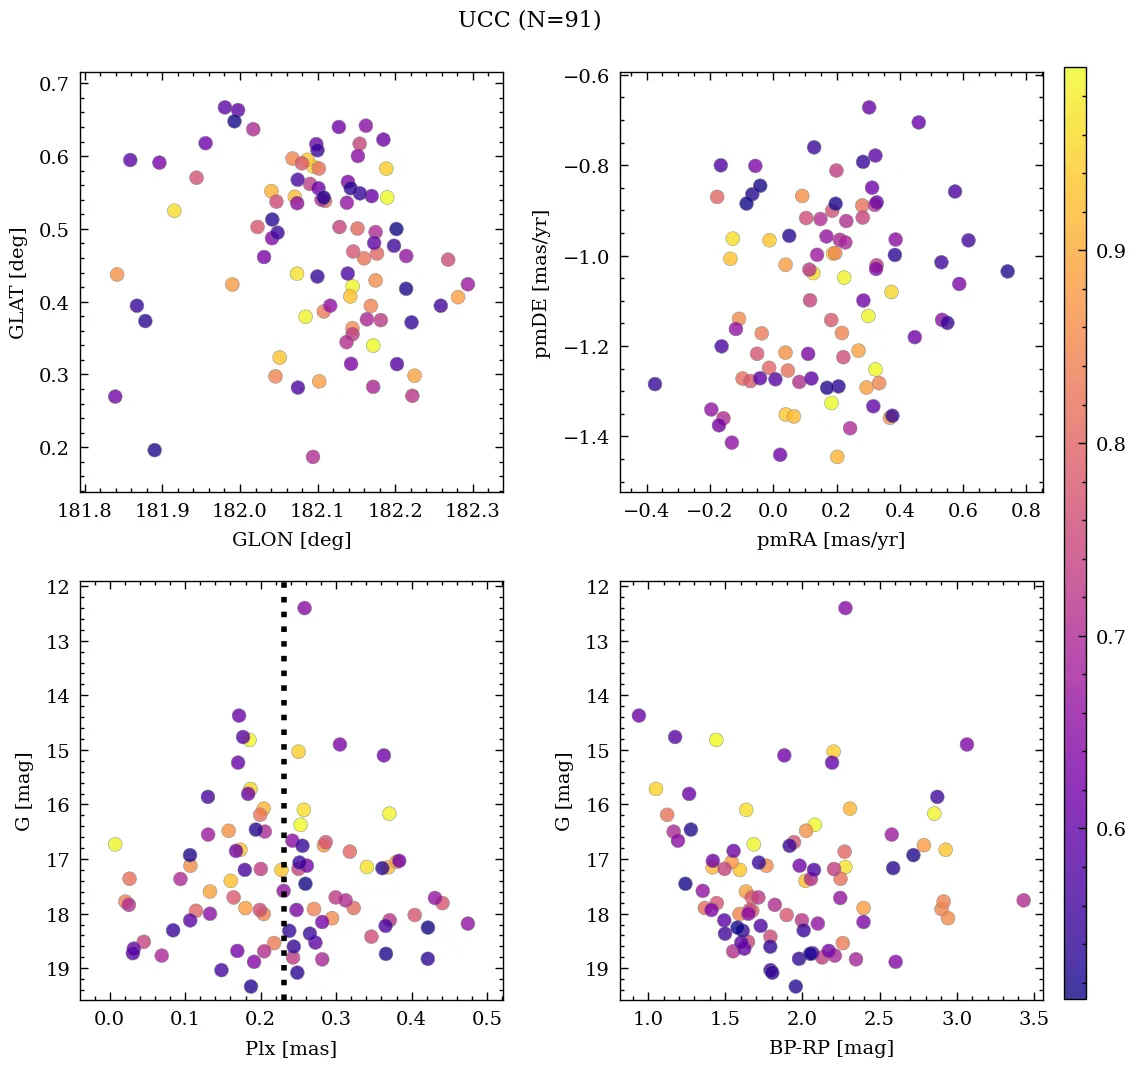 UCC (N=91)
0.7
0.6
0.5
0.4
0.3
0.2
GLAT [deg]
181.8 181.9 182.0 182.1 182.2 182.3
GLON [deg]
−0.6
−0.8
−1.0
−1.2
−1.4
pmDE [mas/yr]
−0.4 −0.2 0.0 0.2 0.4 0.6 0.8
pmRA [mas/yr]
0.9
0.8
0.7
0.6
12
13
14
15
16
17
18
19
G [mag]
0.0 0.1 0.2 0.3 0.4 0.5
Plx [mas]
12
13
14
15
16
17
18
19
G [mag]
1.0 1.5 2.0 2.5 3.0 3.5
BP-RP [mag]